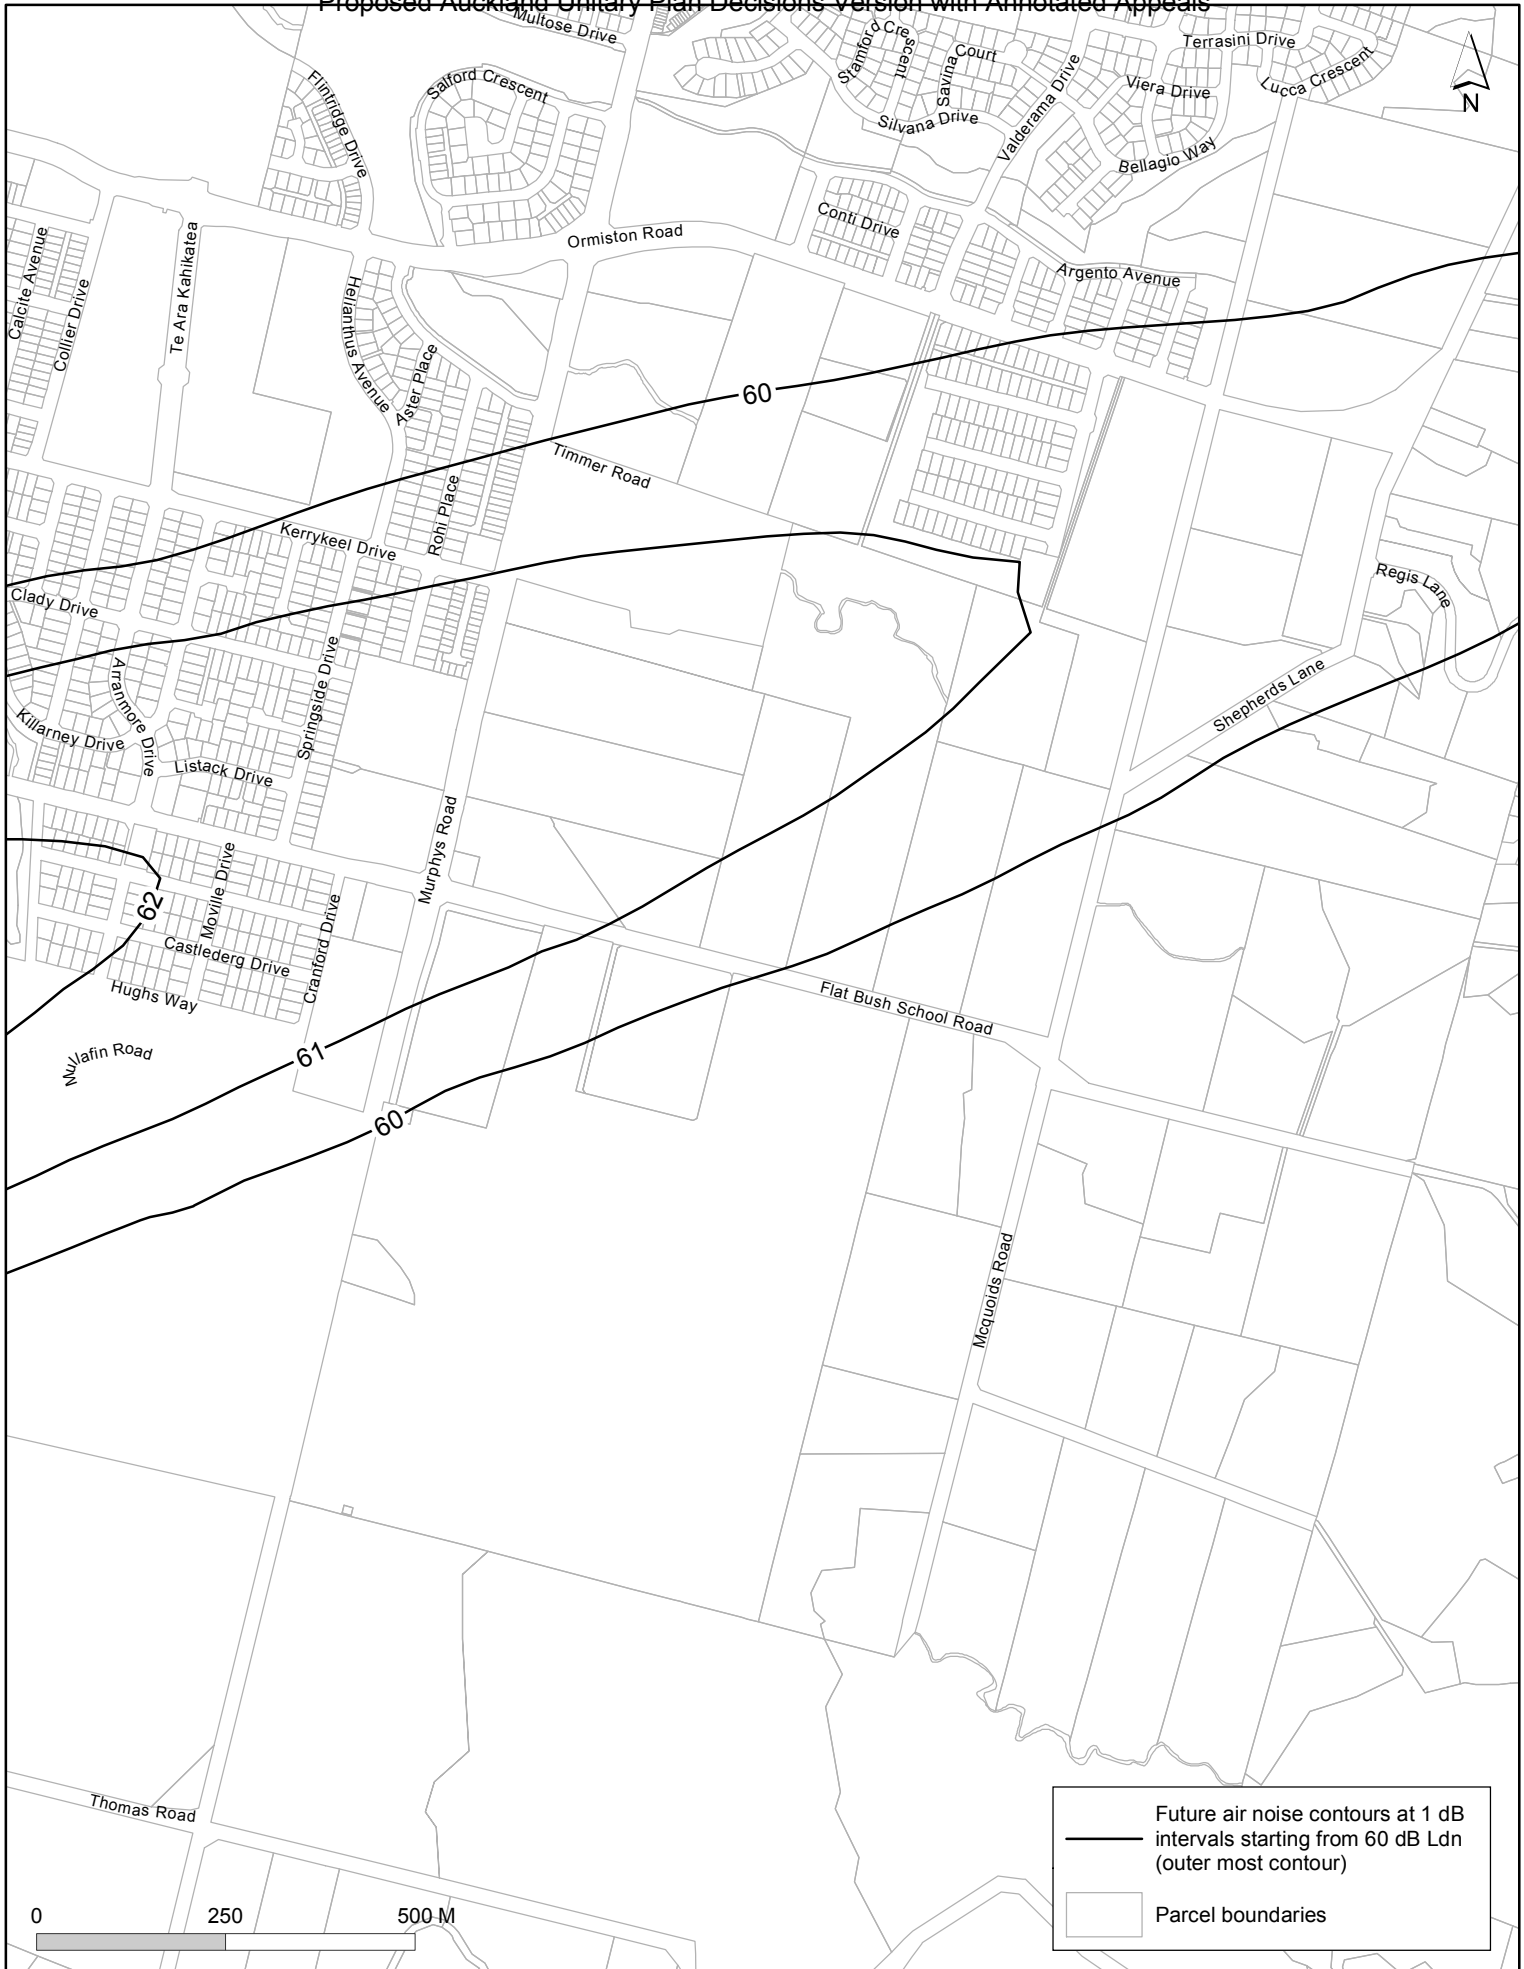 Proposed Auckland Unitary Plan Decisions Version with Annotated Appeals
Multose Drive
Stamford Crescent
Savina Court
Terrasini Drive
Flintridge Drive
Salford Crescent
Silvana Drive
Valderama Drive
Viera Drive
Lucca Crescent
N
Bellagio Way
Calcite Avenue
Collier Drive
Te Ara Kahikatea
Ormiston Road
Conti Drive
Argento Avenue
Helianthus Avenue
Aster Place
60
Timmer Road
Rohi Place
Kerrykeel Drive
Clady Drive
Regis Lane
Arranmore Drive
Springside Drive
Killarney Drive
Listack Drive
Shepherds Lane
Murphys Road
62
Moville Drive
Castlederg Drive
Cranford Drive
Hughs Way
Flat Bush School Road
Mullafin Road
61
60
Mcquoids Road
Thomas Road
Future air noise contours at 1 dB
intervals starting from 60 dB Ldn
(outer most contour)
Parcel boundaries
0 250 500 M